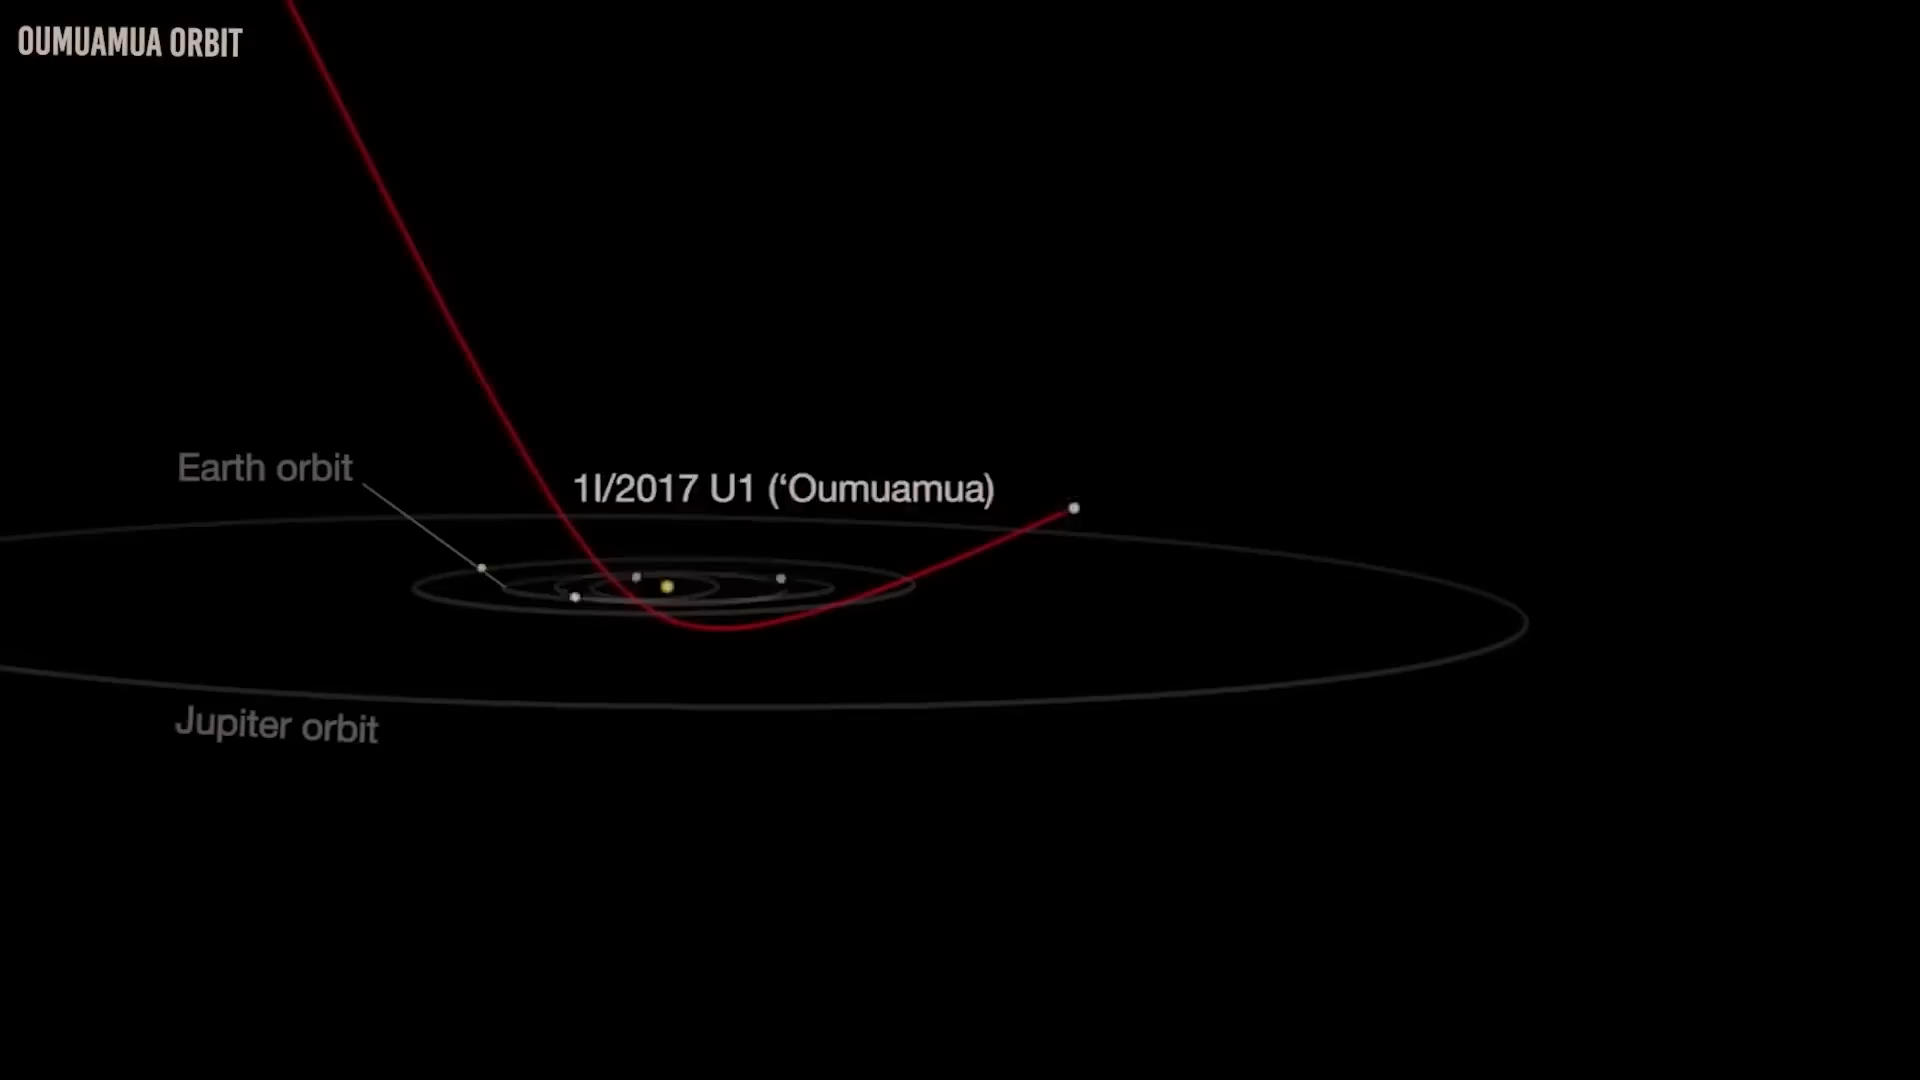 OUMUAMUA ORBIT
Earth orbit
1I/2017 U1 (‘Oumuamua)
Jupiter orbit